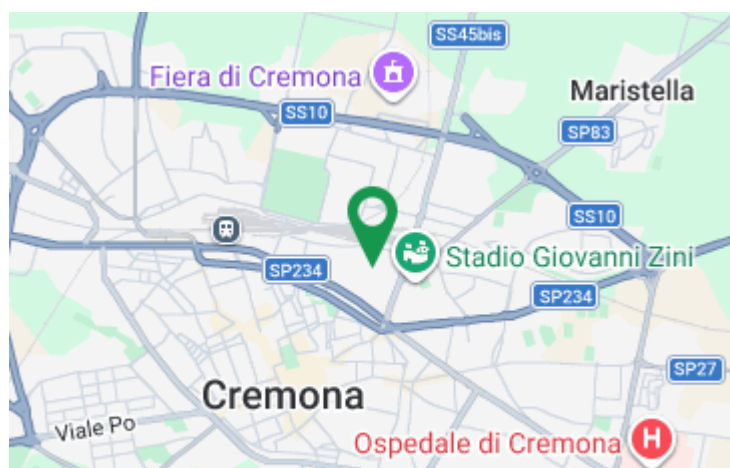 SS45bis
Fiera di Cremona
Maristella
SS10
SP83
SS10
Stadio Giovanni Zini
SP234
SP234
SP27
Cremona
Viale Po
Ospedale di Cremona
H